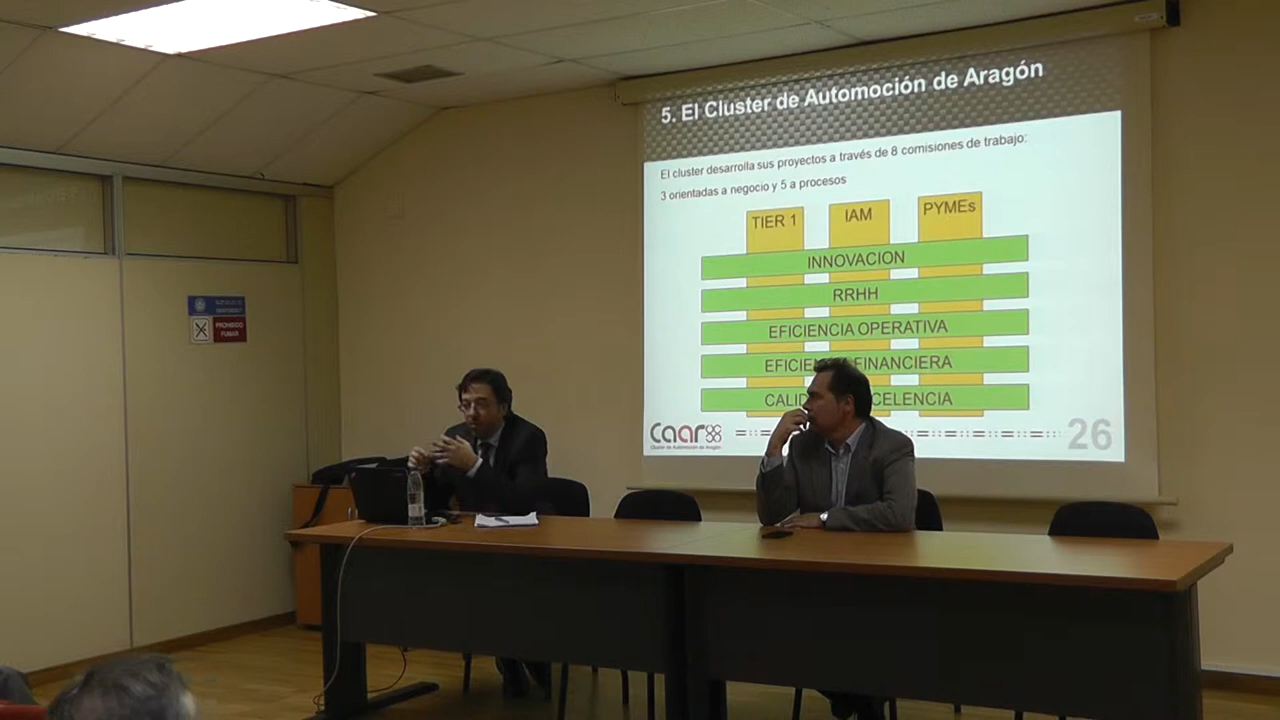 5. El Cluster de Automoción de Aragón
El cluster desarrolla sus proyectos a través de 8 comisiones de trabajo:
3 orientadas a negocio y 5 a procesos
TIER 1
IAM
PYMEs
INNOVACION
RRHH
EFICIENCIA OPERATIVA
FINANCIERA
caar
Cluster de Automoción de Aragón
26
PROHIBIDO
FUMAR